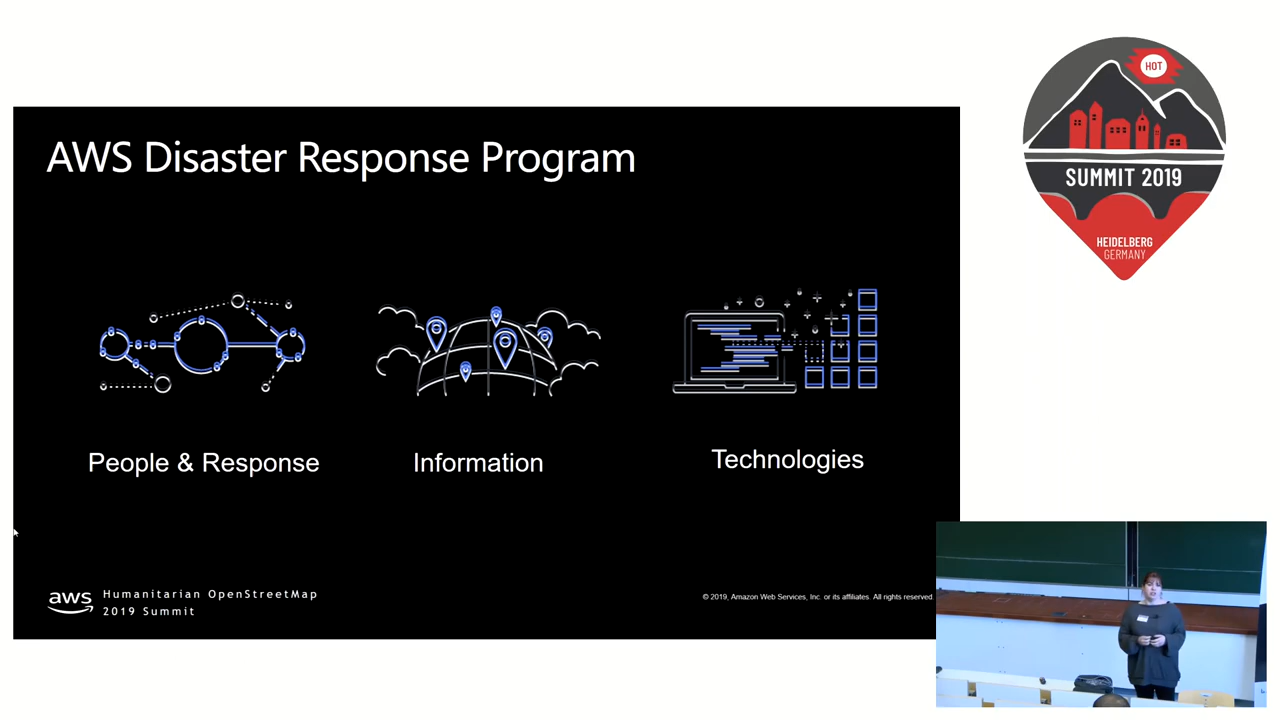 AWS Disaster Response Program
People & Response
Information
Technologies
aws
Humanitarian OpenStreetMap
2019 Summit
© 2019, Amazon Web Services, Inc. or its affiliates. All rights reserved.
HOT
SUMMIT 2019
HEIDELBERG
GERMANY